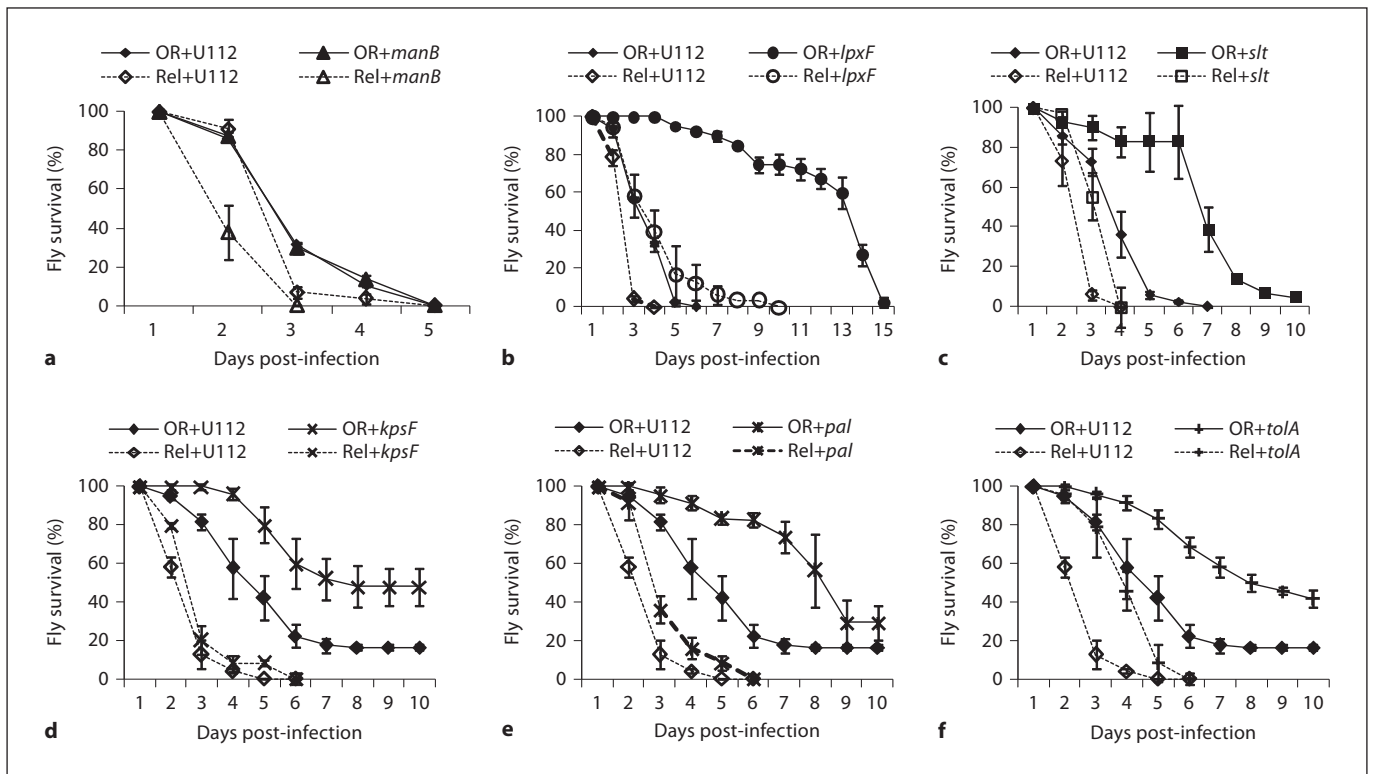 OR+U112 OR+manB
Rel+U112 Rel+manB
Fly survival (%)
100
80
60
40
20
0
1 2 3 4 5
a Days post-infection
OR+U112 OR+lpxF
Rel+U112 Rel+lpxF
Fly survival (%)
100
80
60
40
20
0
1 3 5 7 9 11 13 15
b Days post-infection
OR+U112 OR+slt
Rel+U112 Rel+slt
Fly survival (%)
100
80
60
40
20
0
1 2 3 4 5 6 7 8 9 10
c Days post-infection
OR+U112 OR+kpsF
Rel+U112 Rel+kpsF
Fly survival (%)
100
80
60
40
20
0
1 2 3 4 5 6 7 8 9 10
d Days post-infection
OR+U112 OR+pal
Rel+U112 Rel+pal
Fly survival (%)
100
80
60
40
20
0
1 2 3 4 5 6 7 8 9 10
e Days post-infection
OR+U112 OR+tolA
Rel+U112 Rel+tolA
Fly survival (%)
100
80
60
40
20
0
1 2 3 4 5 6 7 8 9 10
f Days post-infection